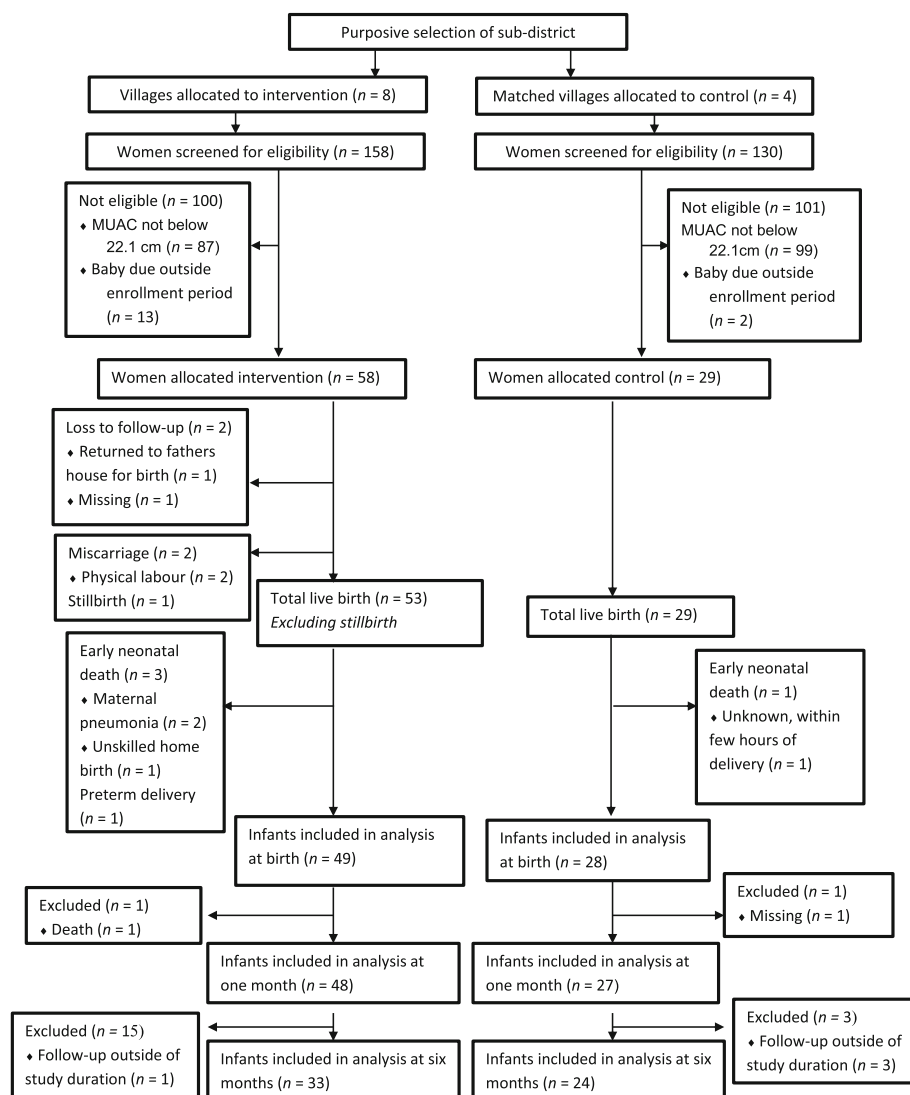 Purposive selection of sub-district
Villages allocated to intervention (n = 8)
Matched villages allocated to control (n = 4)
Women screened for eligibility (n = 158)
Women screened for eligibility (n = 130)
Not eligible (n = 100)
♦ MUAC not below
22.1 cm (n = 87)
♦ Baby due outside
enrollment period
(n = 13)
Not eligible (n = 101)
MUAC not below
22.1cm (n = 99)
♦ Baby due outside
enrollment period
(n = 2)
Women allocated intervention (n = 58)
Women allocated control (n = 29)
Loss to follow-up (n = 2)
♦ Returned to fathers
house for birth (n = 1)
♦ Missing (n = 1)
Miscarriage (n = 2)
♦ Physical labour (n = 2)
Stillbirth (n = 1)
Total live birth (n = 53)
Excluding stillbirth
Total live birth (n = 29)
Early neonatal
death (n = 3)
♦ Maternal
pneumonia (n = 2)
♦ Unskilled home
birth (n = 1)
Preterm delivery
(n = 1)
Early neonatal
death (n = 1)
♦ Unknown, within
few hours of
delivery (n = 1)
Infants included in analysis
at birth (n = 49)
Infants included in analysis
at birth (n = 28)
Excluded (n = 1)
♦ Death (n = 1)
Excluded (n = 1)
♦ Missing (n = 1)
Infants included in analysis at
one month (n = 48)
Infants included in analysis at
one month (n = 27)
Excluded (n = 15)
♦ Follow-up outside of
study duration (n = 1)
Excluded (n = 3)
♦ Follow-up outside of
study duration (n = 3)
Infants included in analysis at six
months (n = 33)
Infants included in analysis at six
months (n = 24)